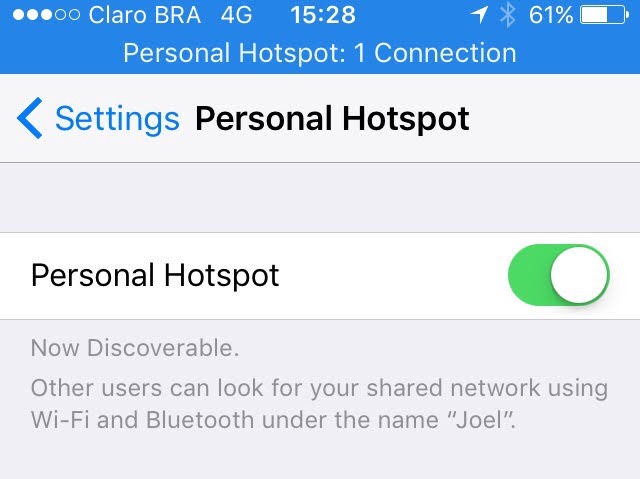 Claro BRA 4G 15:28 61%
Personal Hotspot: 1 Connection
Settings Personal Hotspot
Personal Hotspot
Now Discoverable.
Other users can look for your shared network using
Wi-Fi and Bluetooth under the name “Joel”.